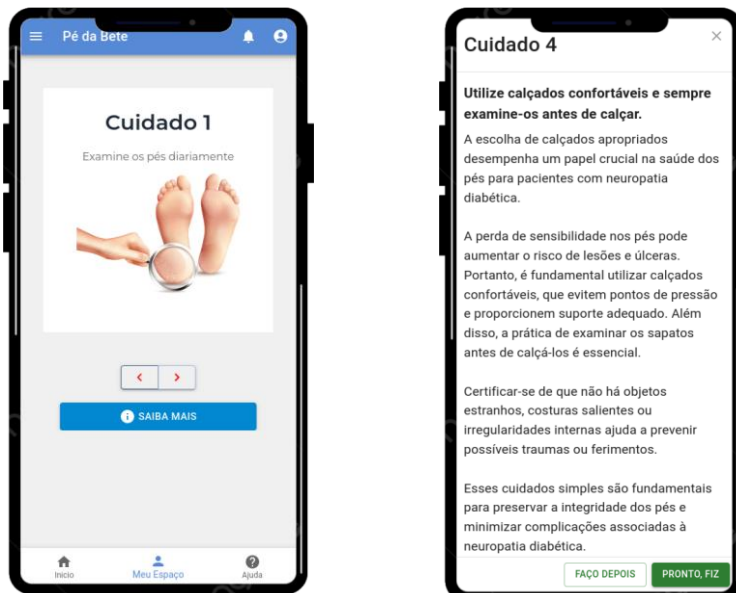 Pé da Bete
Cuidado 1
Examine os pés diariamente
SAIBA MAIS
Inicio
Meu Espaço
Ajuda
Cuidado 4
Utilize calçados confortáveis e sempre
examine-os antes de calçar.
A escolha de calçados apropriados
desempenha um papel crucial na saúde dos
pés para pacientes com neuropatia
diabética.
A perda de sensibilidade nos pés pode
aumentar o risco de lesões e úlceras.
Portanto, é fundamental utilizar calçados
confortáveis, que evitem pontos de pressão
e proporcionem suporte adequado. Além
disso, a prática de examinar os sapatos
antes de calçá-los é essencial.
Certificar-se de que não há objetos
estranhos, costuras salientes ou
irregularidades internas ajuda a prevenir
possíveis traumas ou ferimentos.
Esses cuidados simples são fundamentais
para preservar a integridade dos pés e
minimizar complicações associadas à
neuropatia diabética.
FAÇO DEPOIS
PRONTO, FIZ